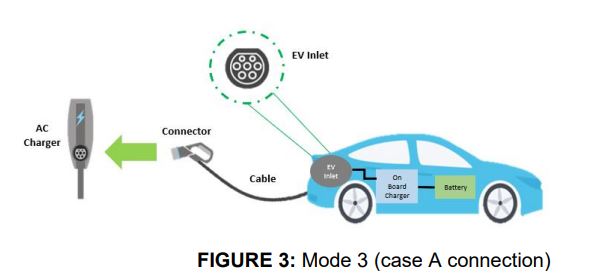 EV Inlet
AC
Charger
Connector
Cable
EV
Inlet
On
Board
Charger
Battery
FIGURE 3: Mode 3 (case A connection)